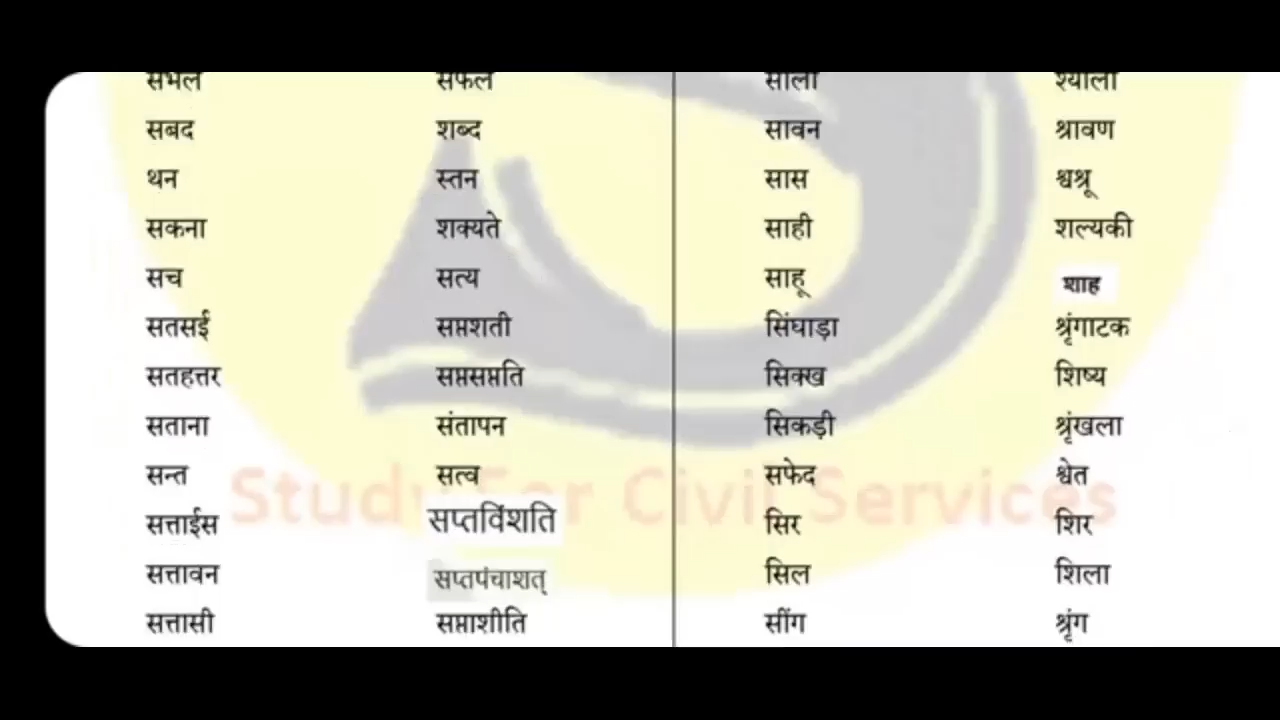 सभल सफल साला श्याला
सबद शब्द सावन श्रावण
थन स्तन सास श्वश्रू
सकना शक्यते साही शल्यकी
सच सत्य साहू शाह
सतसई सप्तशती सिंघाड़ा श्रृंगाटक
सतहत्तर सप्तसप्तति सिक्ख शिष्य
सताना संतापन सिकड़ी श्रृंखला
सन्त सत्व सफेद श्वेत
Study For Civil Services
सत्ताईस सप्तविंशति सिर शिर
सत्तावन सप्तपंचाशत् सिल शिला
सत्तासी सप्ताशीति सींग श्रृंग